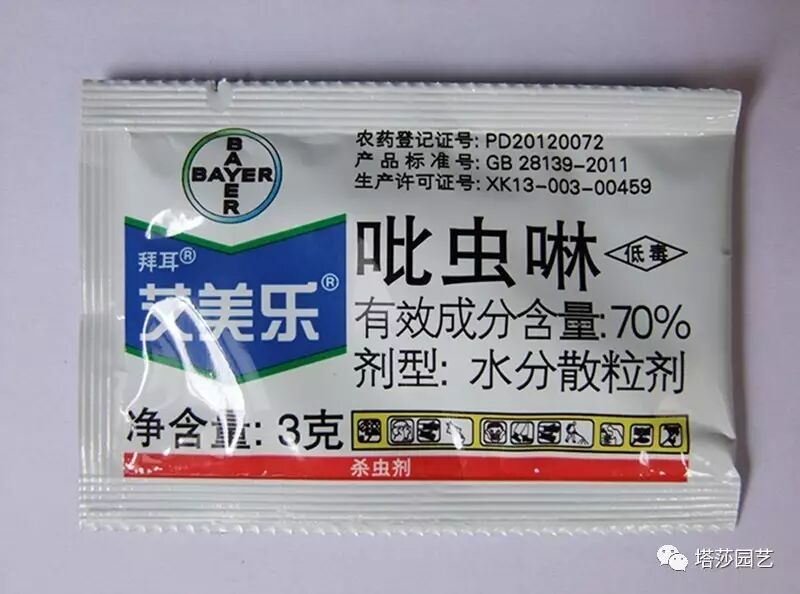 农药登记证号: PD20120072
产品标准号: GB 28139-2011
生产许可证号: XK13-003-00459
BAYER
BAYER
拜耳®
艾美乐®
吡虫啉 低毒
有效成分含量:70%
剂型: 水分散粒剂
净含量: 3克
杀虫剂
塔莎园艺